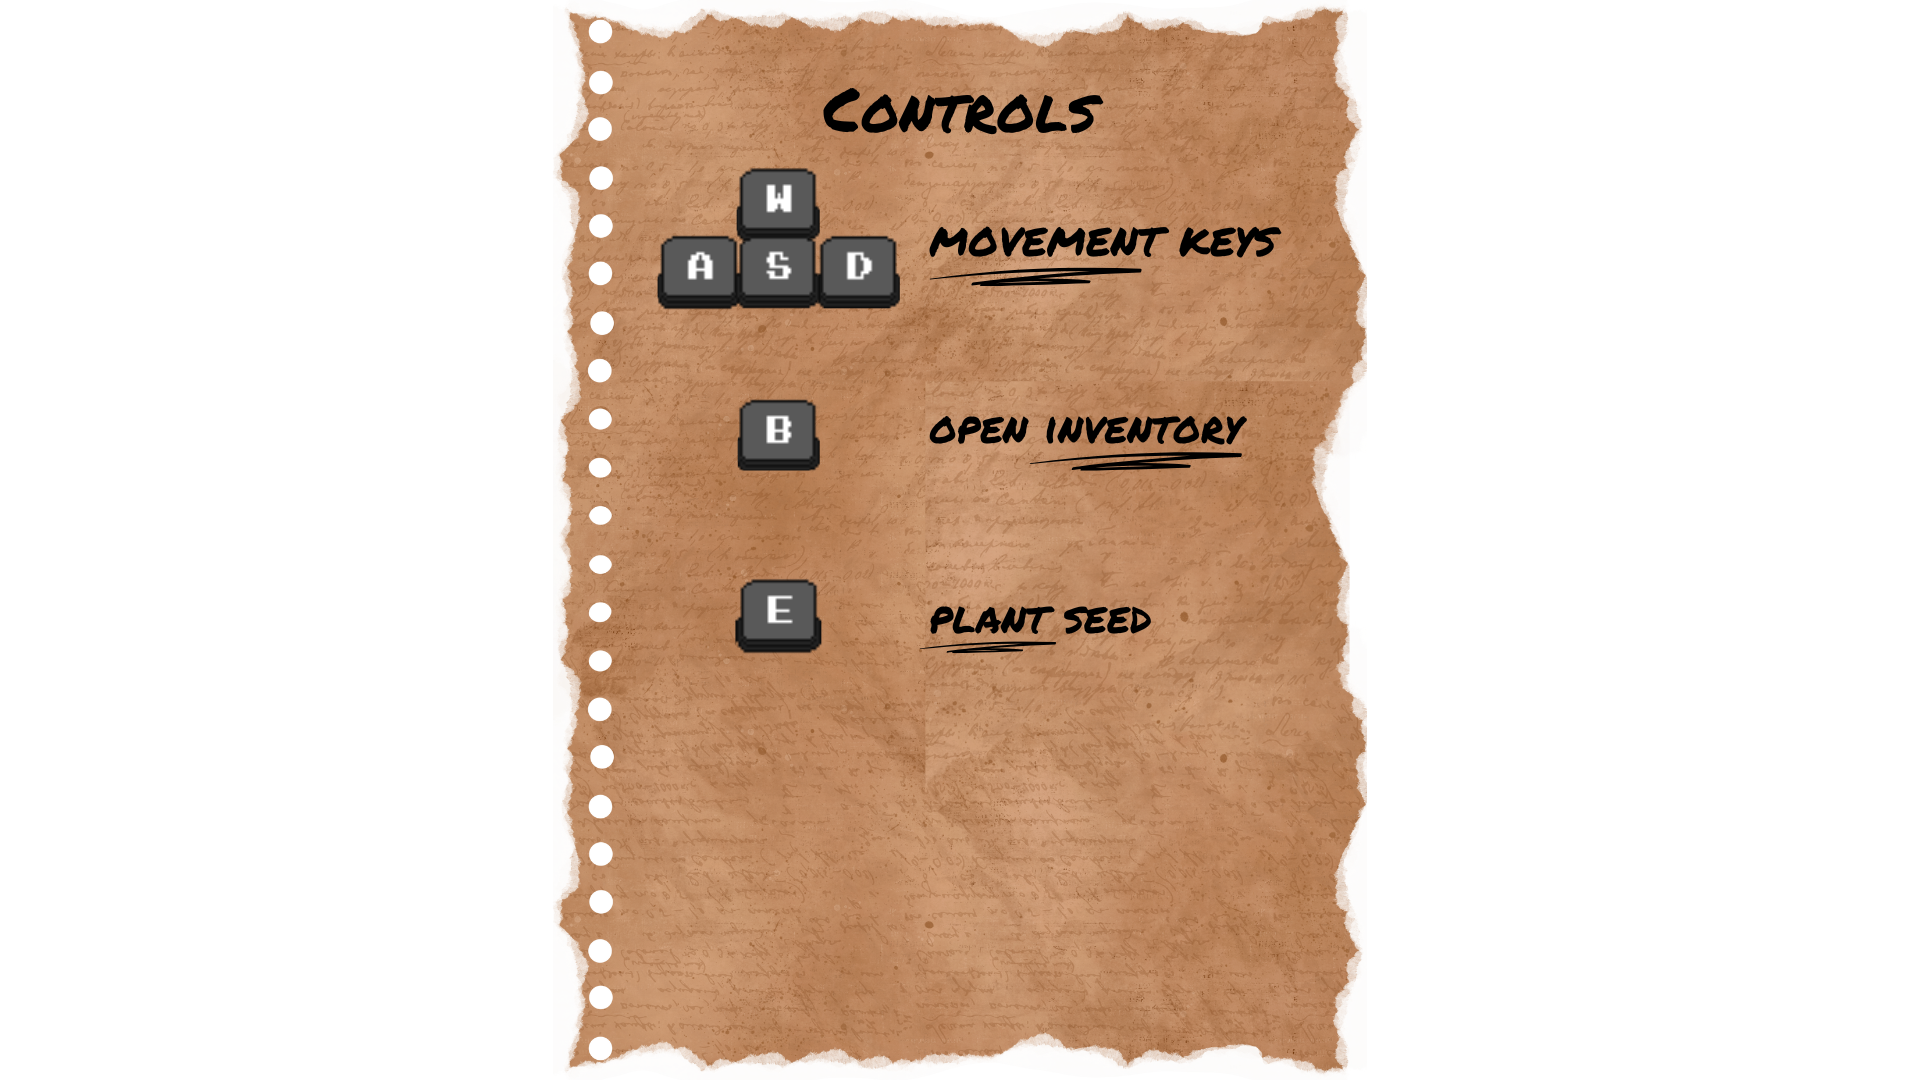 CONTROLS
W
A S D
MOVEMENT KEYS
B
OPEN INVENTORY
E
PLANT SEED